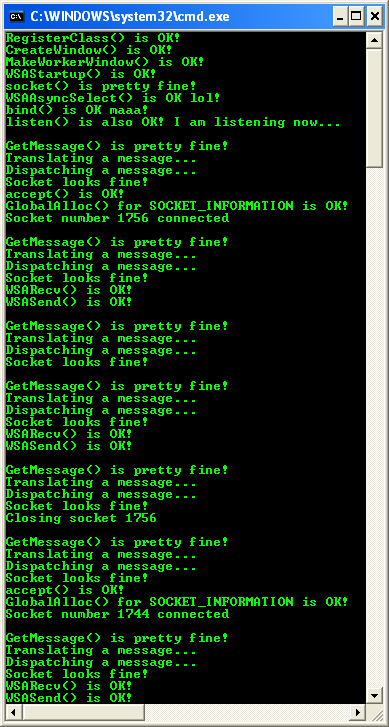 C:\WINDOWS\system32\cmd.exe
RegisterClass() is OK!
CreateWindow() is OK!
MakeWorkerWindow() is OK!
WSAStartup() is OK!
socket() is pretty fine!
WSAAsyncSelect() is OK lol!
bind() is OK maaa!
listen() is also OK! I am listening now...
GetMessage() is pretty fine!
Translating a message...
Dispatching a message...
Socket looks fine!
accept() is OK!
GlobalAlloc() for SOCKET_INFORMATION is OK!
Socket number 1756 connected
GetMessage() is pretty fine!
Translating a message...
Dispatching a message...
Socket looks fine!
WSARecv() is OK!
WSASend() is OK!
GetMessage() is pretty fine!
Translating a message...
Dispatching a message...
Socket looks fine!
GetMessage() is pretty fine!
Translating a message...
Dispatching a message...
Socket looks fine!
WSARecv() is OK!
WSASend() is OK!
GetMessage() is pretty fine!
Translating a message...
Dispatching a message...
Socket looks fine!
Closing socket 1756
GetMessage() is pretty fine!
Translating a message...
Dispatching a message...
Socket looks fine!
accept() is OK!
GlobalAlloc() for SOCKET_INFORMATION is OK!
Socket number 1744 connected
GetMessage() is pretty fine!
Translating a message...
Dispatching a message...
Socket looks fine!
WSARecv() is OK!
WSASend() is OK!